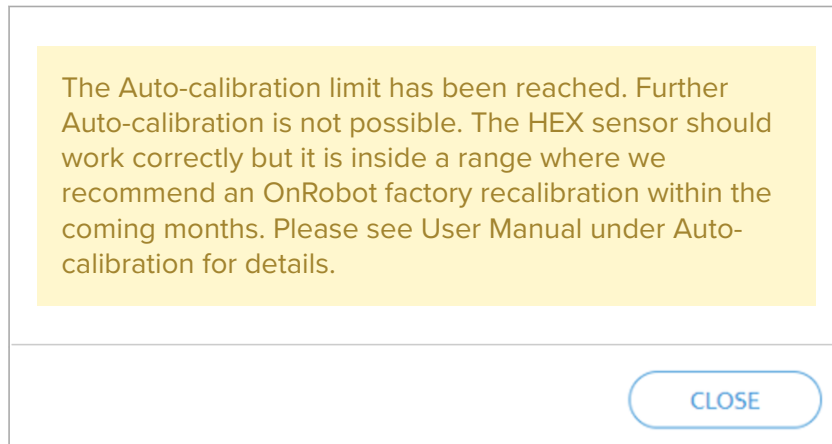 The Auto-calibration limit has been reached. Further
Auto-calibration is not possible. The HEX sensor should
work correctly but it is inside a range where we
recommend an OnRobot factory recalibration within the
coming months. Please see User Manual under Auto-
calibration for details.
CLOSE